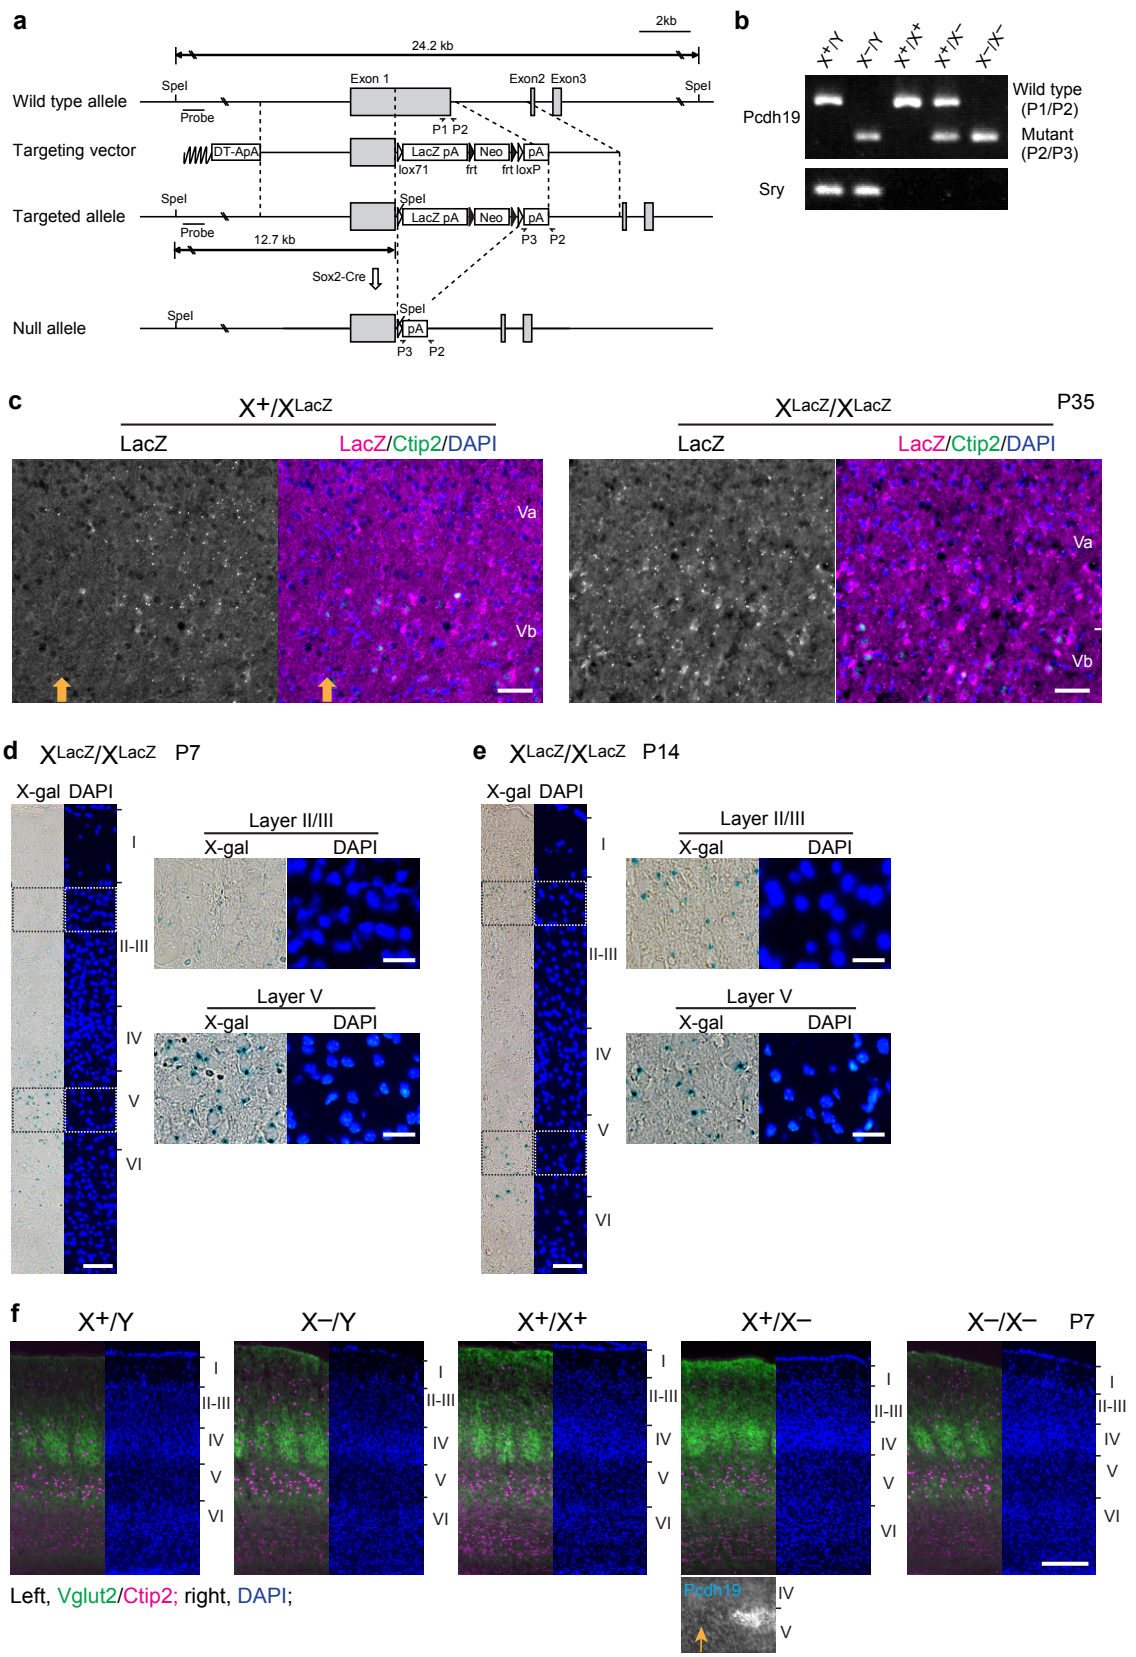 a
2kb
24.2 kb
SpeI Exon 1 Exon2 Exon3 SpeI
Wild type allele
Probe P1 P2
Targeting vector DT-ApA LacZ pA Neo pA
lox71 frt frt loxP
SpeI SpeI
Targeted allele LacZ pA Neo pA
Probe P3 P2
12.7 kb
Sox2-Cre
SpeI SpeI
Null allele pA
P3 P2
b
X+/Y X–/Y X+/X+ X+/X– X–/X–
Pcdh19
Wild type
(P1/P2)
Mutant
(P2/P3)
Sry
c
X+/XLacZ XLacZ/XLacZ P35
LacZ LacZ/Ctip2/DAPI LacZ LacZ/Ctip2/DAPI
Va Va
Vb Vb
d XLacZ/XLacZ P7
X-gal DAPI
I
II-III
IV
V
VI
Layer II/III
X-gal DAPI
Layer V
X-gal DAPI
e XLacZ/XLacZ P14
X-gal DAPI
I
II-III
IV
V
VI
Layer II/III
X-gal DAPI
Layer V
X-gal DAPI
f
X+/Y X–/Y X+/X+ X+/X– X–/X– P7
I I I I I
II-III II-III II-III II-III II-III
IV IV IV IV IV
V V V V V
VI VI VI VI VI
Left, Vglut2/Ctip2; right, DAPI;
Pcdh19 IV
V